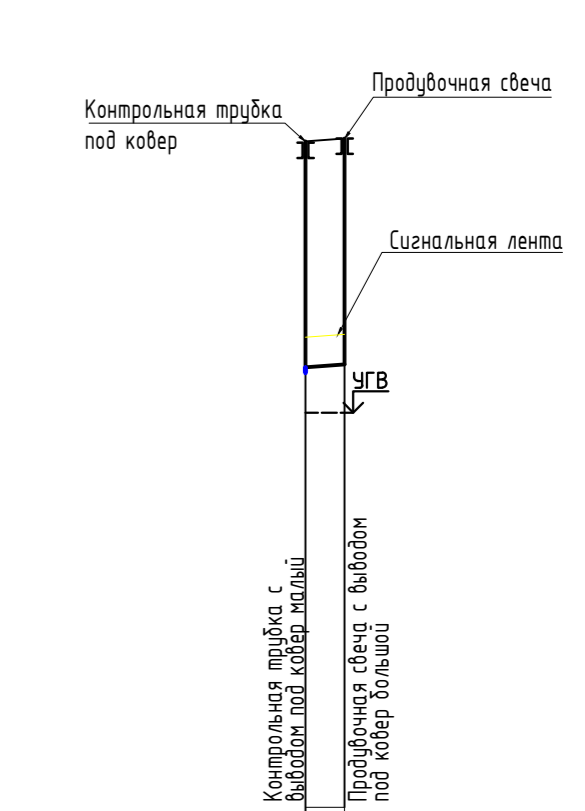 Продувочная свеча
Контрольная трубка
под ковер
Сигнальная лента
УГВ
Контрольная трубка с
выводом под ковер малый
Продувочная свеча с выводом
под ковер большой